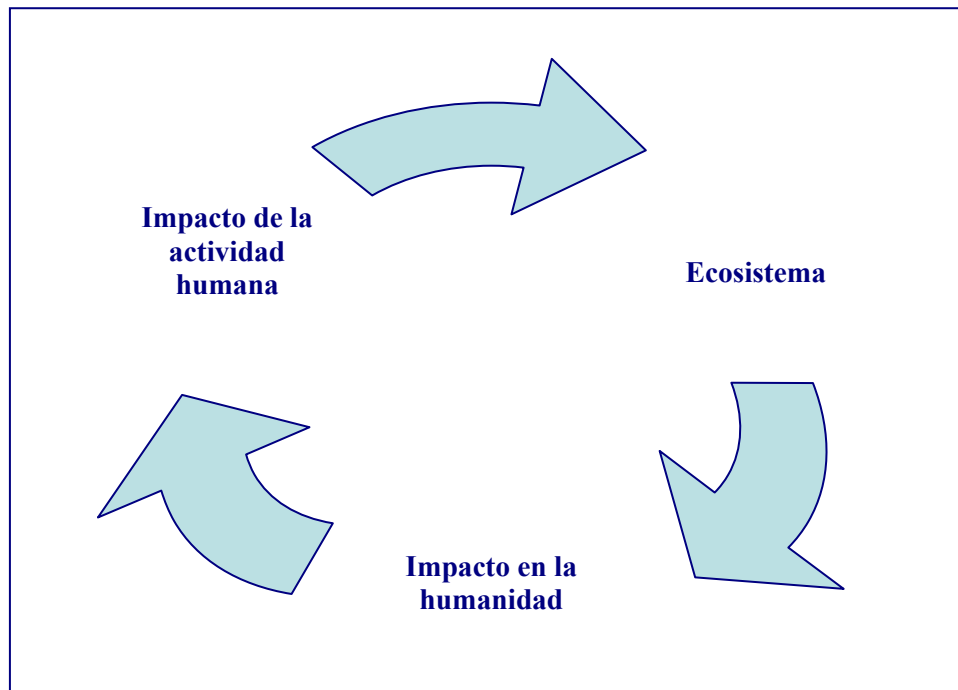 Impacto de la
actividad
humana
Ecosistema
Impacto en la
humanidad